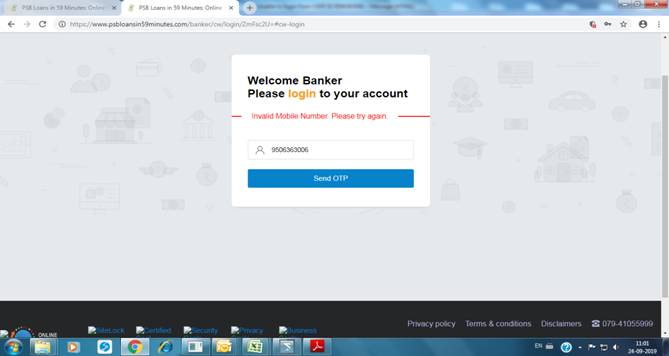 PSB Loans in 59 Minutes: Online
PSB Loans in 59 Minutes: Online
https://www.psbloansin59minutes.com/banker/cw/login/ZmFsc2U=#cw-login
Welcome Banker
Please login to your account
Invalid Mobile Number. Please try again.
9506363006
Send OTP
ONLINE
SiteLock
Certified
Security
Privacy
Business
Privacy policy
Terms & conditions
Disclaimers
079-41055999
EN
11:01
24-09-2019